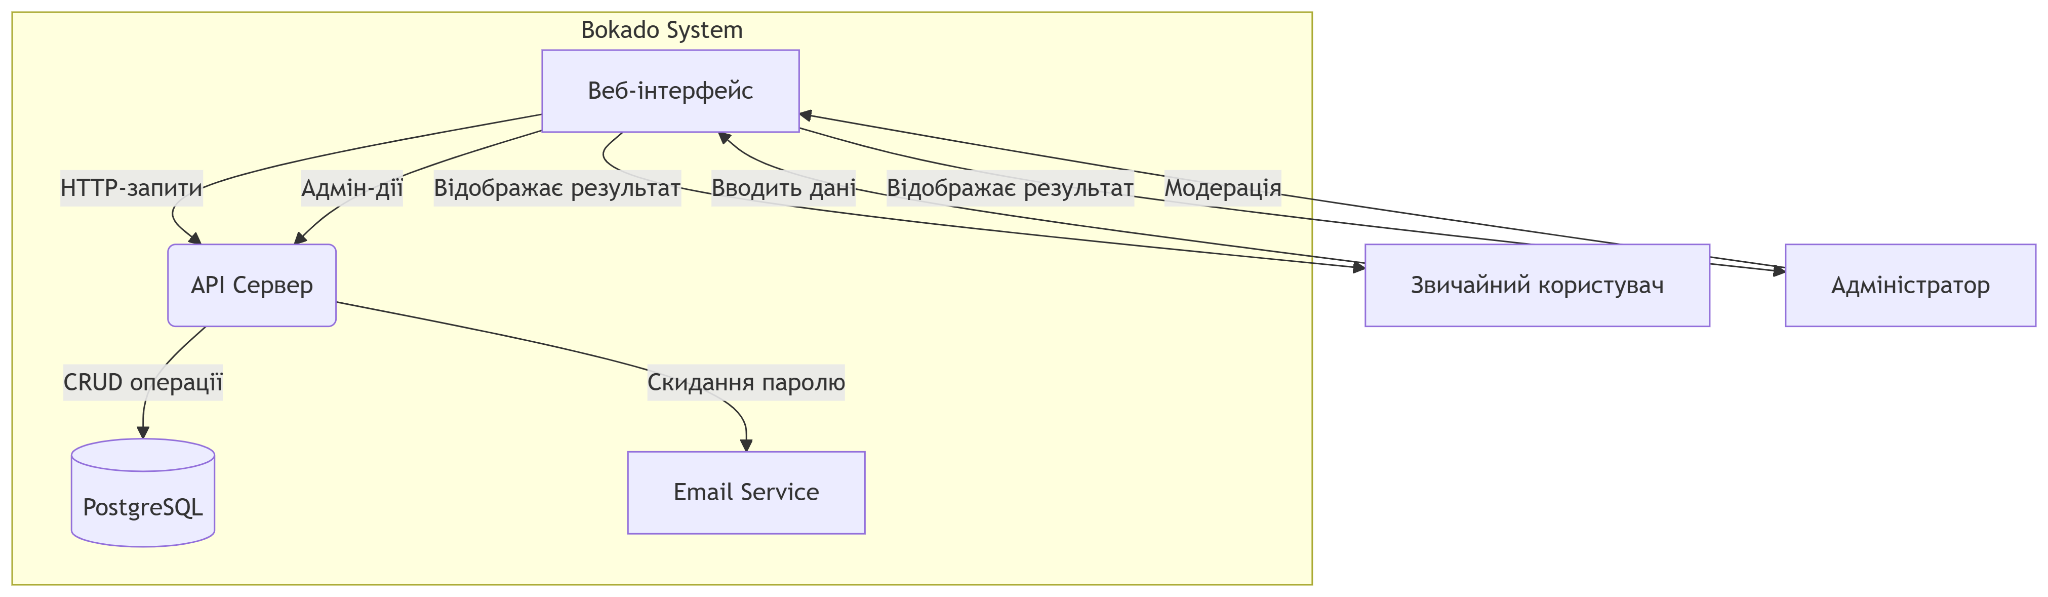 Bokado System
Веб-інтерфейс
HTTP-запити
Адмін-дії
Відображає результат
Вводить дані
Відображає результат
Модерація
API Сервер
Звичайний користувач
Адміністратор
CRUD операції
Скидання паролю
PostgreSQL
Email Service